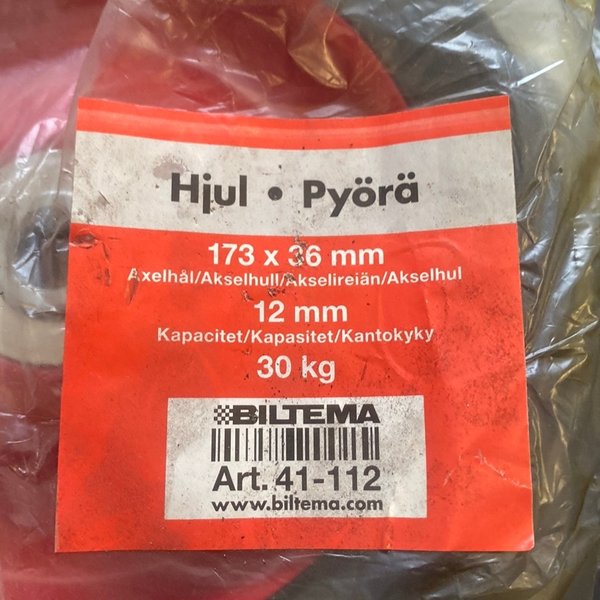 Hjul • Pyörä
173 x 36 mm
Axelhål/Akselhull/Akselireiän/Akselhul
12 mm
Kapacitet/Kapasitet/Kantokyky
30 kg
BILTEMA
Art. 41-112
www.biltema.com